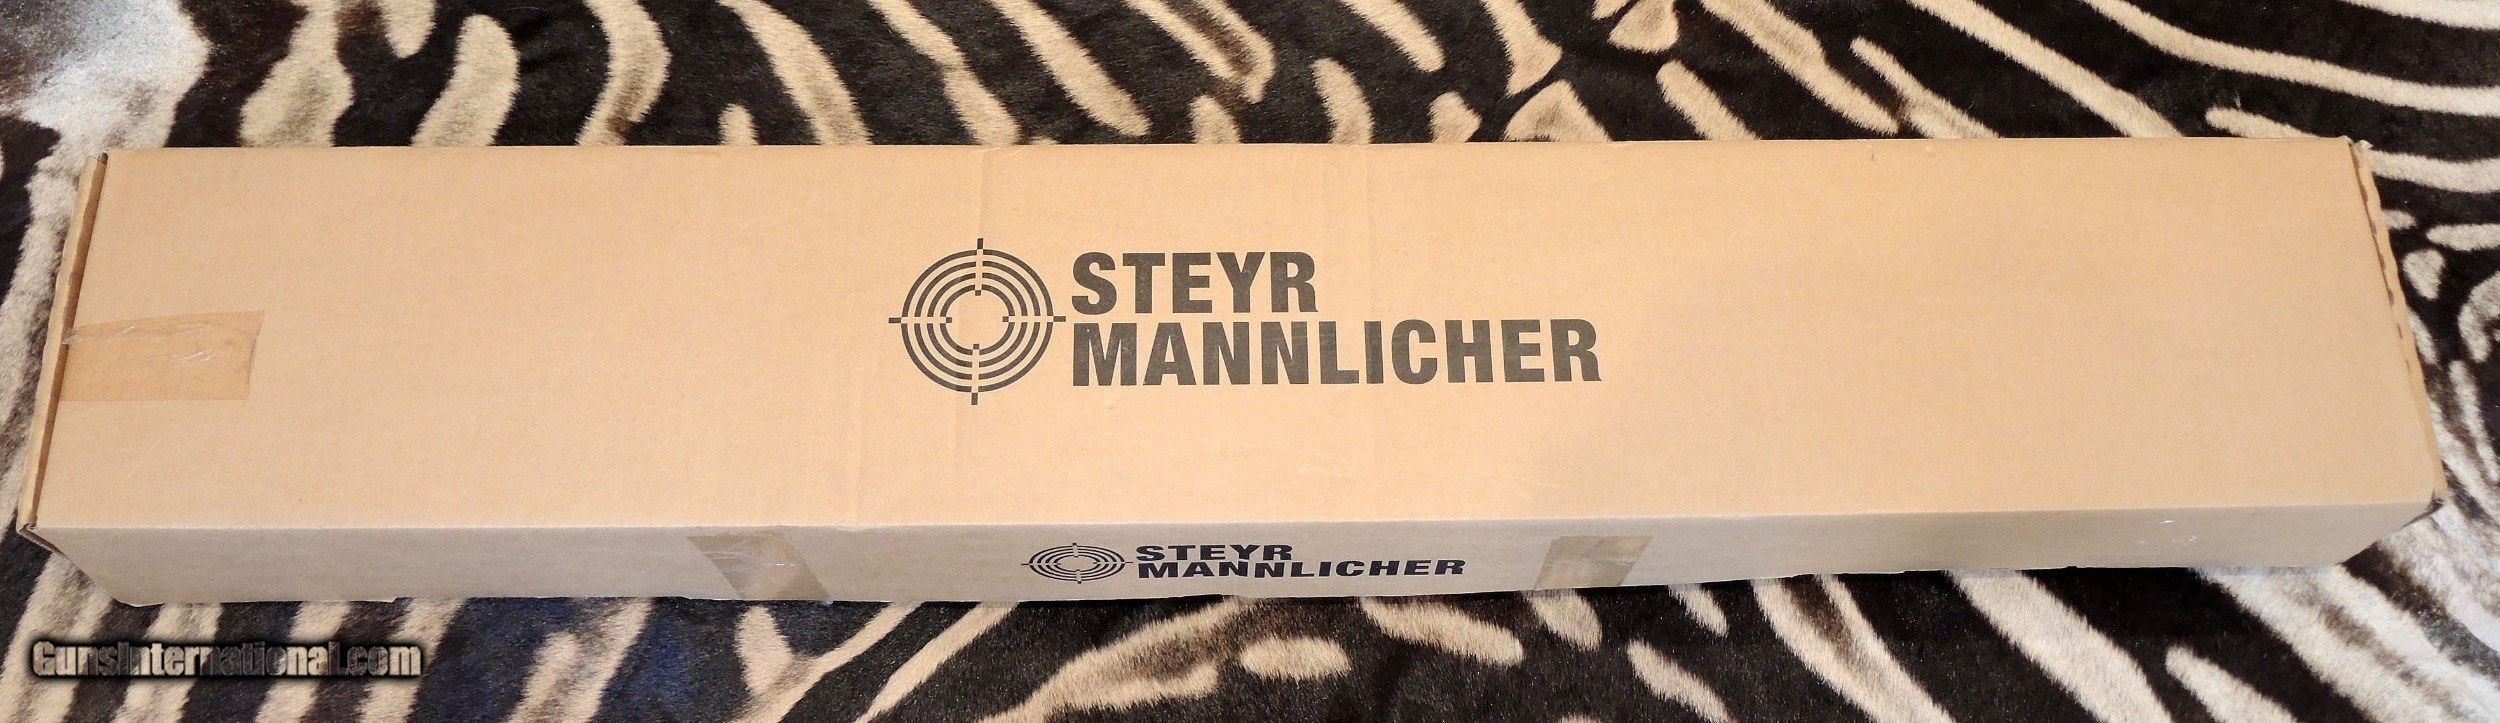 STEYR
MANNLICHER
STEYR
MANNLICHER
GunsInternational.com